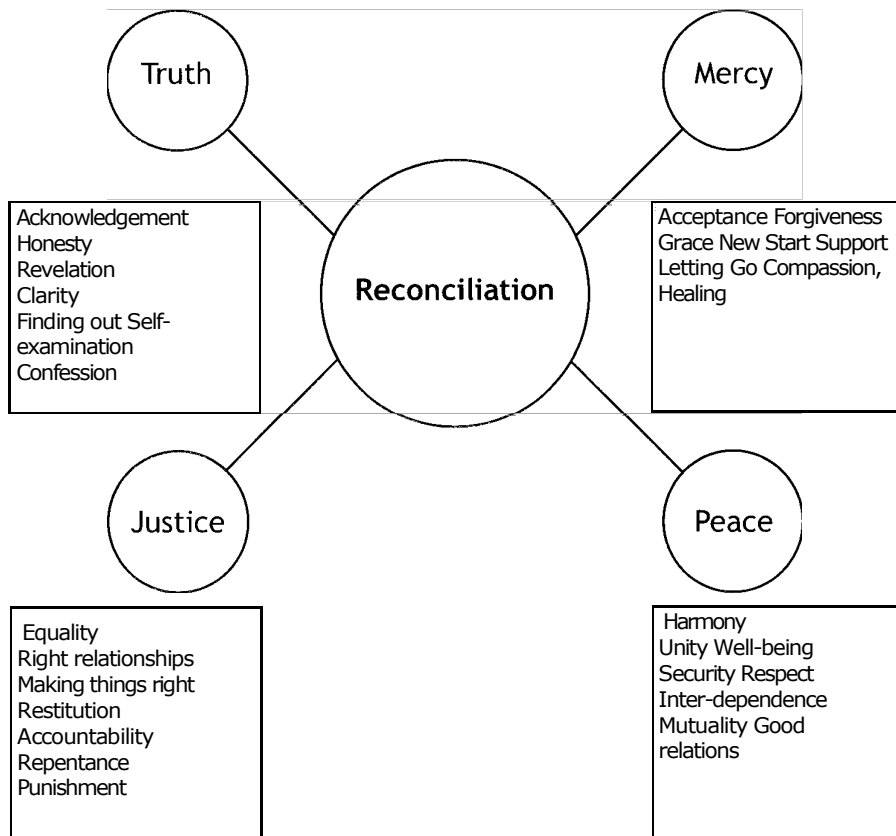 Truth
Mercy
Acknowledgement
Honesty
Revelation
Clarity
Finding out Self-
examination
Confession
Reconciliation
Acceptance Forgiveness
Grace New Start Support
Letting Go Compassion,
Healing
Justice
Peace
Equality
Right relationships
Making things right
Restitution
Accountability
Repentance
Punishment
Harmony
Unity Well-being
Security Respect
Inter-dependence
Mutuality Good
relations